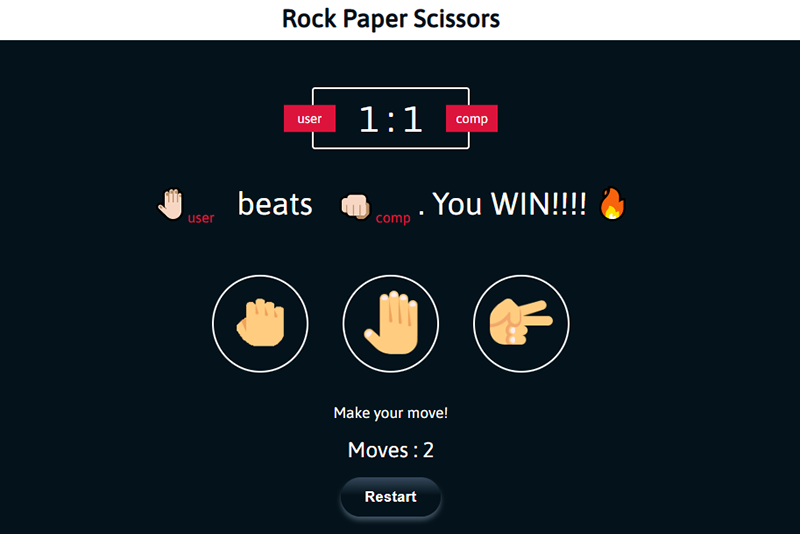 Rock Paper Scissors
user 1:1 comp
user beats comp . You WIN!!!!
Make your move!
Moves : 2
Restart